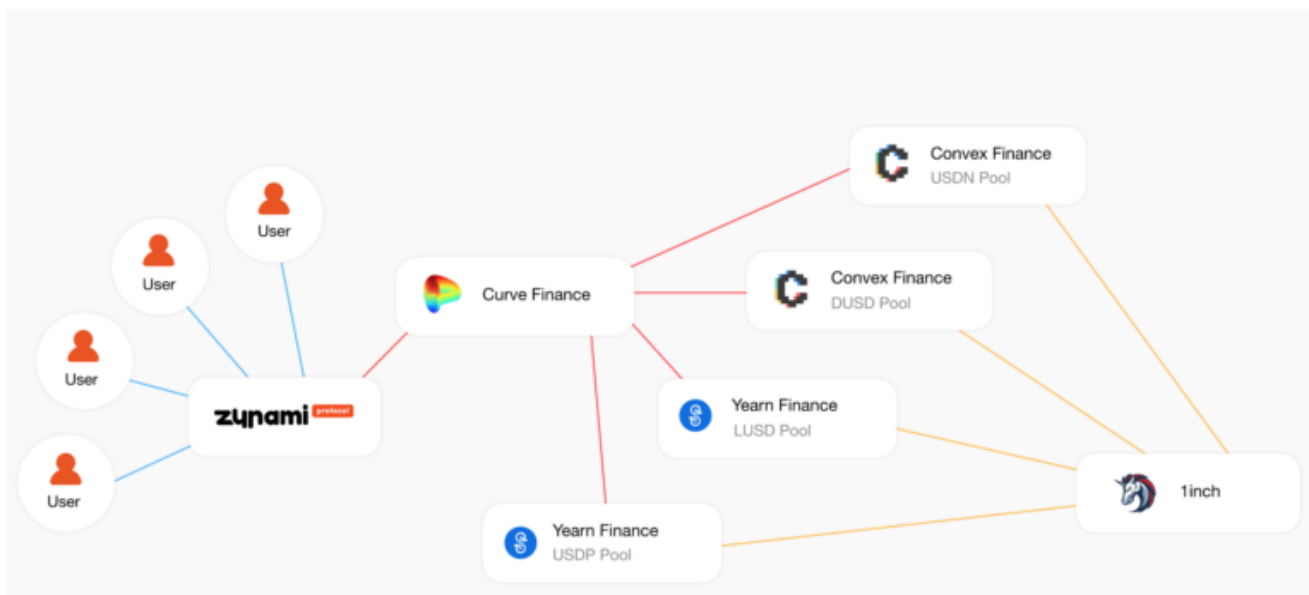 User
User
User
User
zynami protocol
Curve Finance
Convex Finance
USDN Pool
Convex Finance
DUSD Pool
Yearn Finance
LUSD Pool
Yearn Finance
USDP Pool
1inch